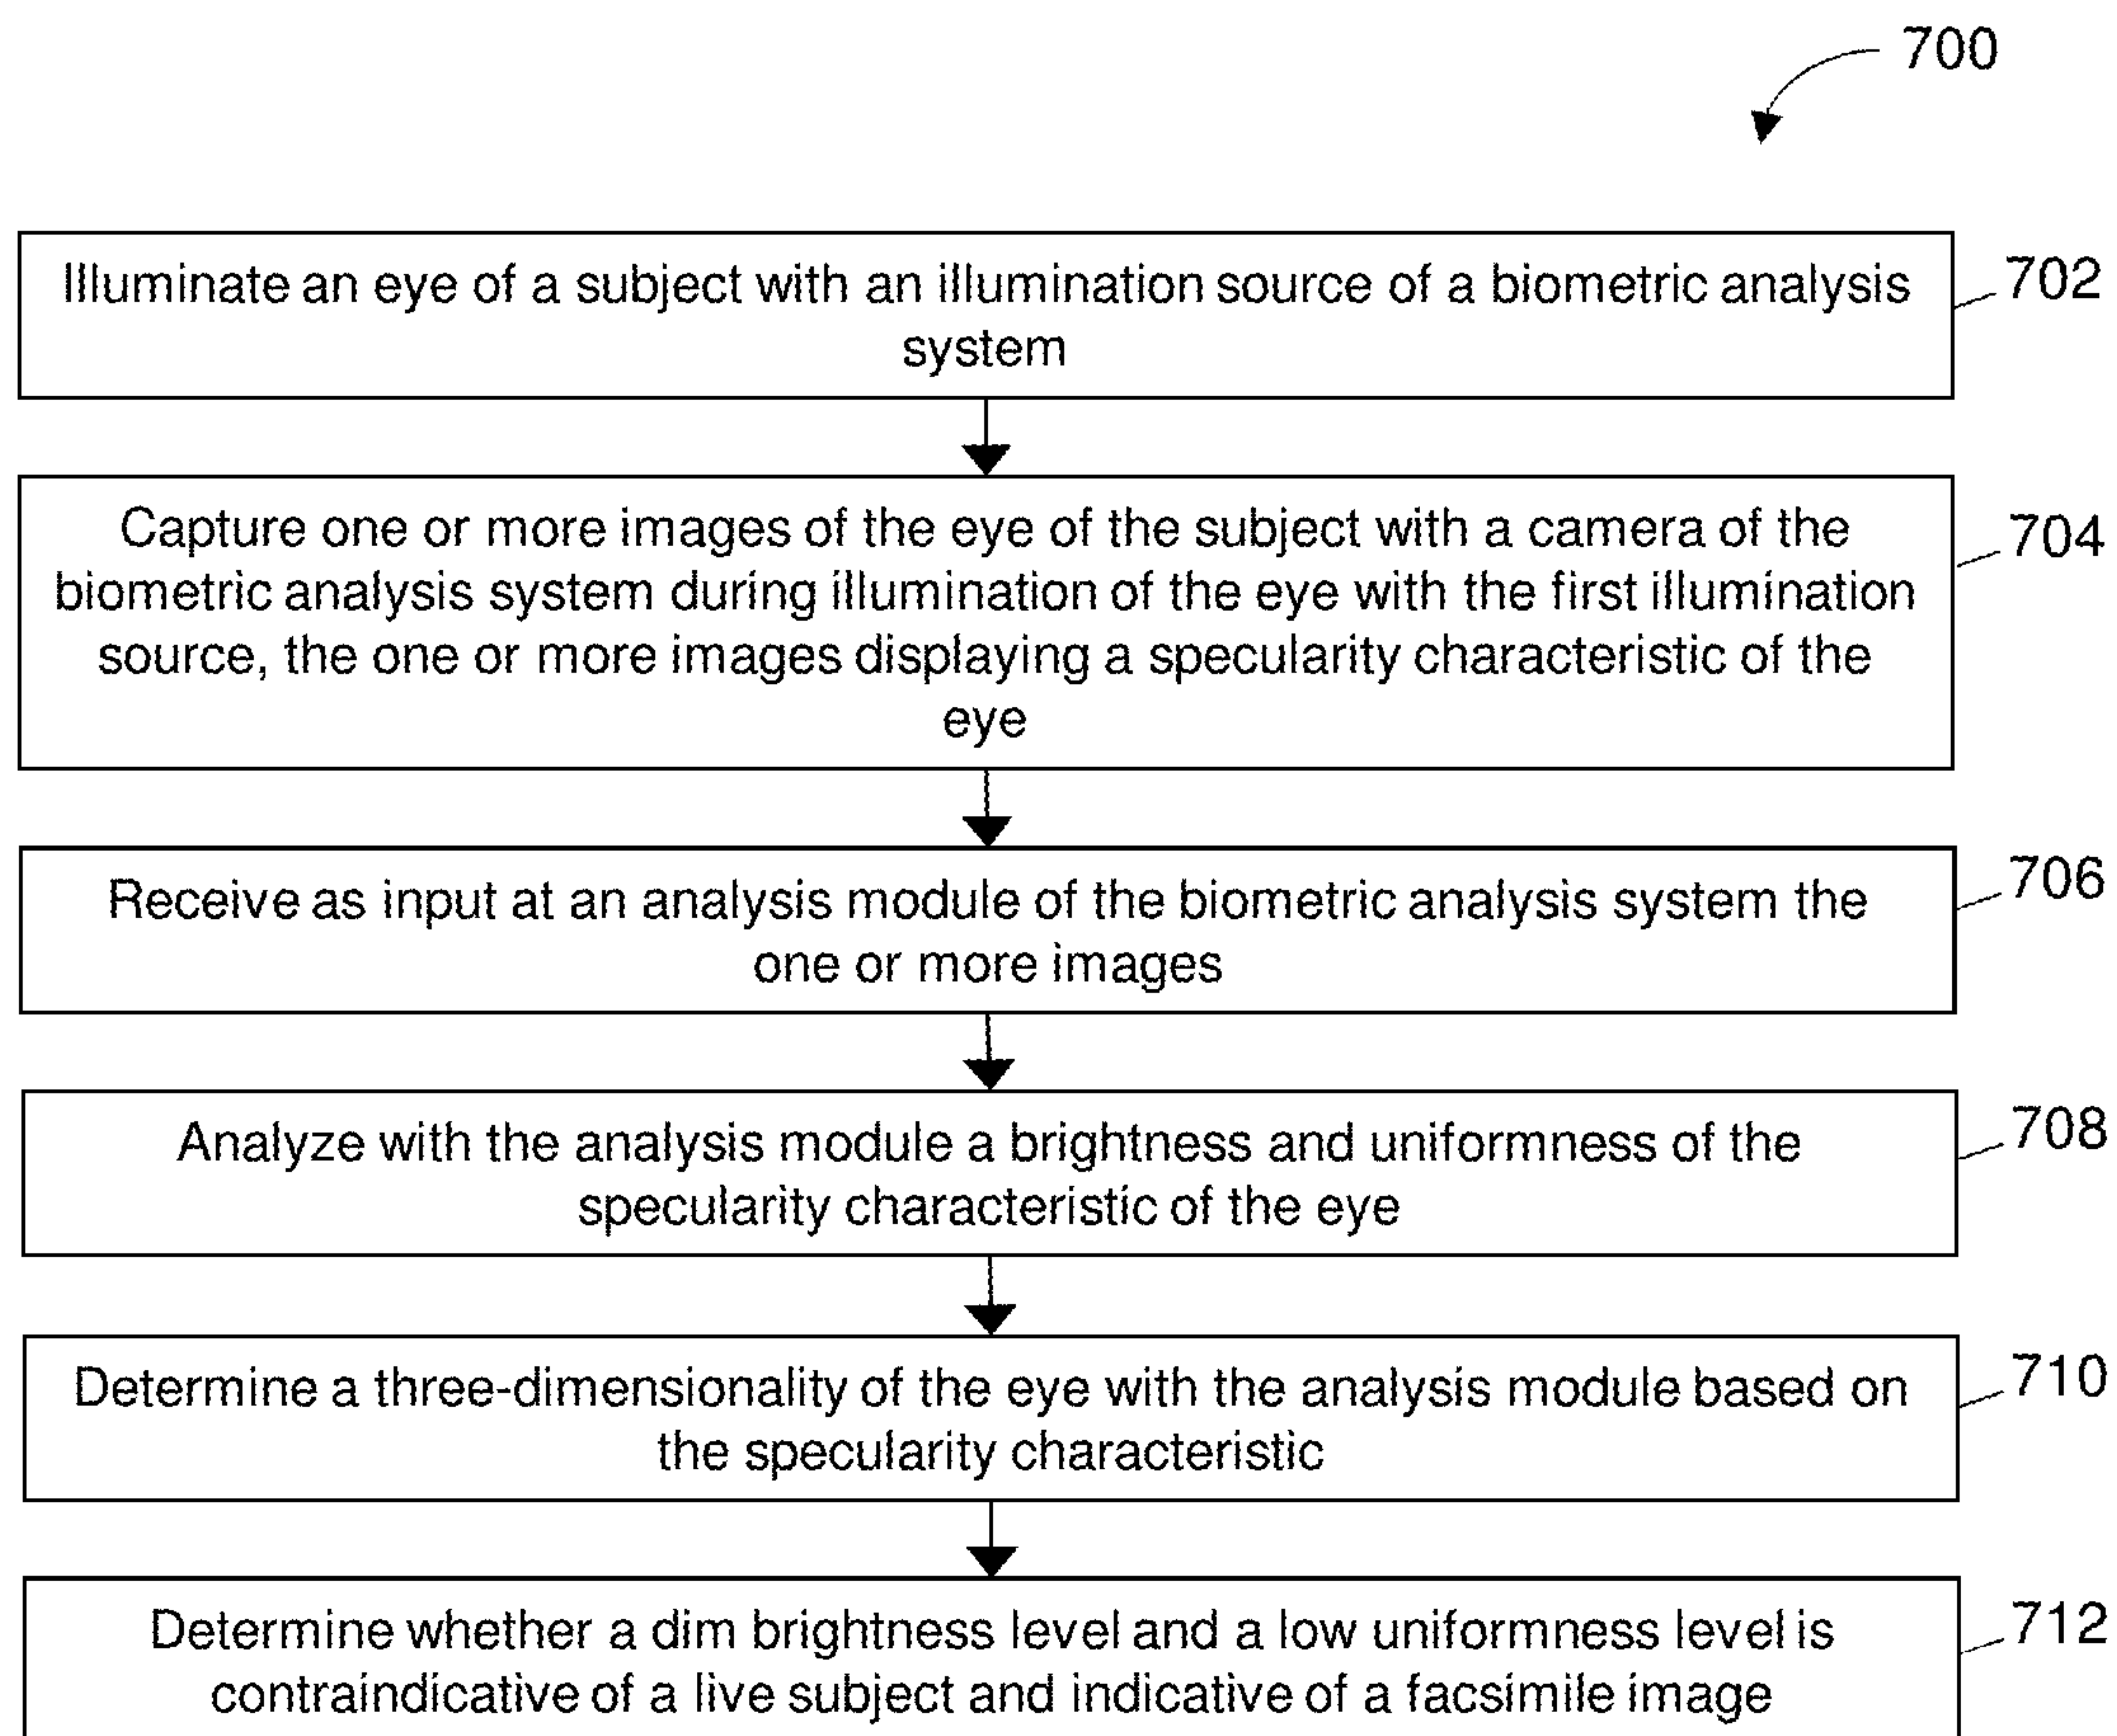 700
Illuminate an eye of a subject with an illumination source of a biometric analysis
system
702
Capture one or more images of the eye of the subject with a camera of the
biometric analysis system during illumination of the eye with the first illumination
source, the one or more images displaying a specularity characteristic of the
eye
704
Receive as input at an analysis module of the biometric analysis system the
one or more images
706
Analyze with the analysis module a brightness and uniformness of the
specularity characteristic of the eye
708
Determine a three-dimensionality of the eye with the analysis module based on
the specularity characteristic
710
Determine whether a dim brightness level and a low uniformness level is
contraindicative of a live subject and indicative of a facsimile image
712